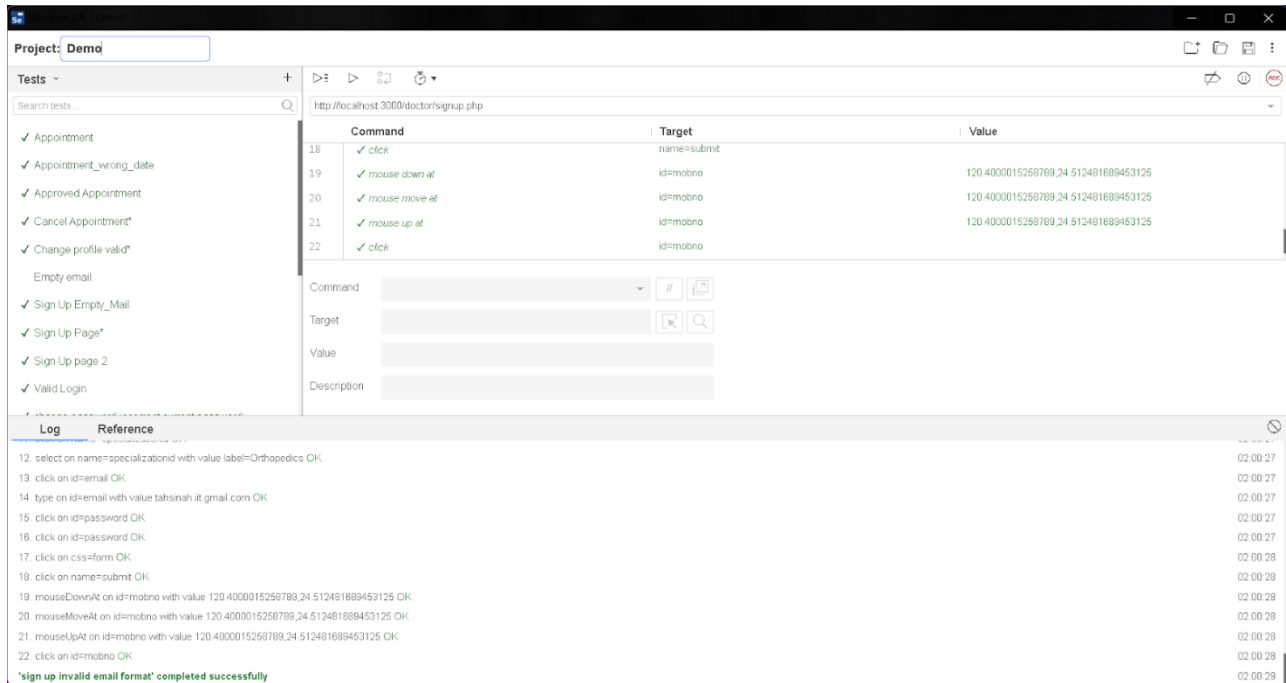 Se Selenium IDE - Demo*
Project: Demo
Tests
Search tests...
Appointment
Appointment_wrong_date
Approved Appointment
Cancel Appointment*
Change profile valid*
Empty email
Sign Up Empty_Mail
Sign Up Page*
Sign Up page 2
Valid Login
REC
http://localhost:3000/doctor/signup.php
Command Target Value
18 click name=submit
19 mouse down at id=mobno 120.4000015258789,24.512481689453125
20 mouse move at id=mobno 120.4000015258789,24.512481689453125
21 mouse up at id=mobno 120.4000015258789,24.512481689453125
22 click id=mobno
Command //
Target
Value
Description
Log Reference
12. select on name=specializationid with value label=Orthopedics OK 02:00:27
13. click on id=email OK 02:00:27
14. type on id=email with value tahsinah.iit.gmail.com OK 02:00:27
15. click on id=password OK 02:00:27
16. click on id=password OK 02:00:27
17. click on css=form OK 02:00:28
18. click on name=submit OK 02:00:28
19. mouseDownAt on id=mobno with value 120.4000015258789,24.512481689453125 OK 02:00:28
20. mouseMoveAt on id=mobno with value 120.4000015258789,24.512481689453125 OK 02:00:28
21. mouseUpAt on id=mobno with value 120.4000015258789,24.512481689453125 OK 02:00:28
22. click on id=mobno OK 02:00:28
'sign up invalid email format' completed successfully 02:00:29